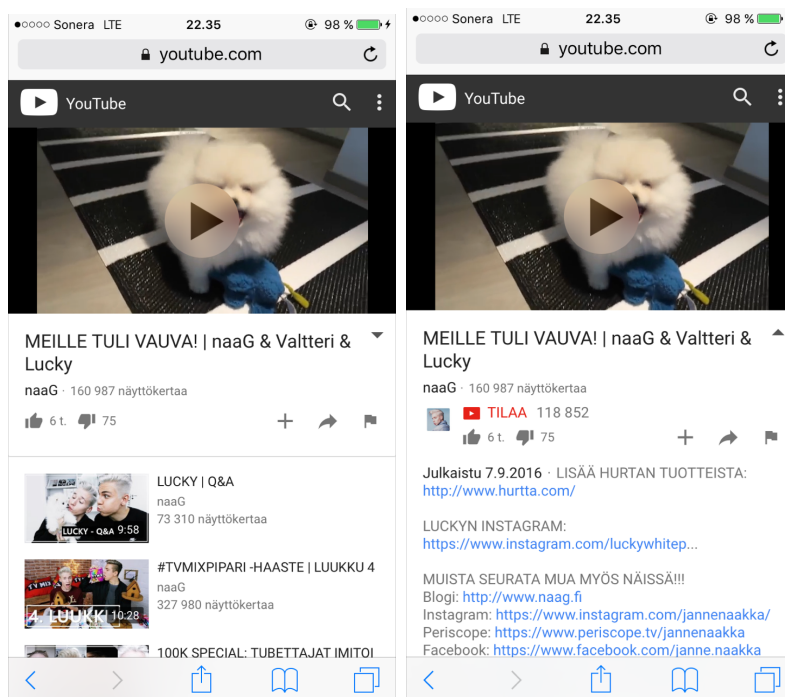 Sonera LTE 22.35 98 %
youtube.com
YouTube
MEILLE TULI VAUVA! | naaG & Valtteri &
Lucky
naaG · 160 987 näyttökertaa
6 t. 75
LUCKY - Q&A 9:58
LUCKY | Q&A
naaG
73 310 näyttökertaa
4. LUUKKU 10:28
#TVMIXPIPARI -HAASTE | LUUKKU 4
naaG
327 980 näyttökertaa
100K SPECIAL: TUBETTAJAT IMITOI
Sonera LTE 22.35 98 %
youtube.com
YouTube
MEILLE TULI VAUVA! | naaG & Valtteri &
Lucky
naaG · 160 987 näyttökertaa
TILAA 118 852
6 t. 75
Julkaistu 7.9.2016 · LISÄÄ HURTAN TUOTTEISTA:
http://www.hurtta.com/
LUCKYN INSTAGRAM:
https://www.instagram.com/luckywhitep...
MUISTA SEURATA MUA MYÖS NÄISSÄ!!!
Blogi: http://www.naag.fi
Instagram: https://www.instagram.com/jannenaakka/
Periscope: https://www.periscope.tv/jannenaakka
Facebook: https://www.facebook.com/janne.naakka